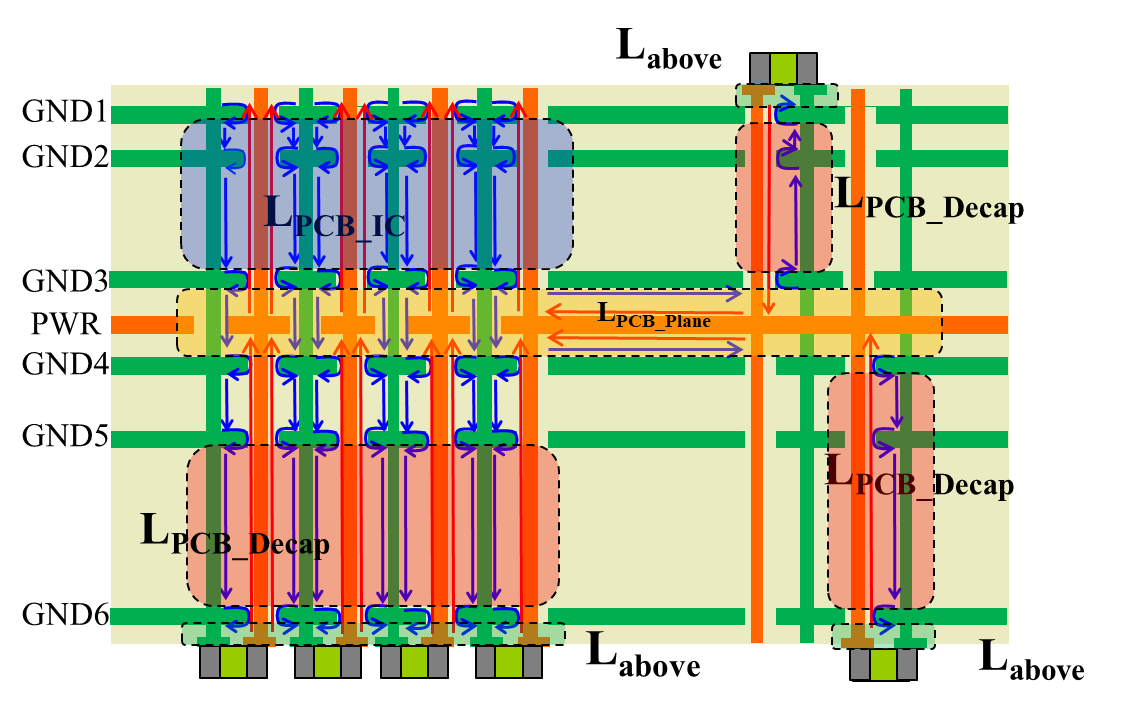 L_above
GND1
GND2
L_PCB_Decap
L_PCB_IC
GND3
L_PCB_Plane
PWR
GND4
GND5
L_PCB_Decap
L_PCB_Decap
GND6
L_above
L_above